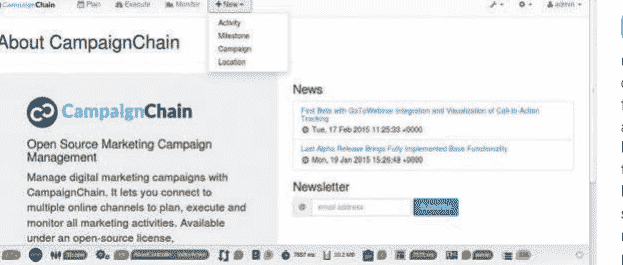 CampaignChain Plan Execute Monitor New admin
Activity
Milestone
Campaign
Location
About CampaignChain
CampaignChain
Open Source Marketing Campaign
Management
Manage digital marketing campaigns with
CampaignChain. It lets you connect to
multiple online channels to plan, execute and
monitor all marketing activities. Available
under an open-source license,
News
First Beta with GoToWebinar Integration and Visualization of Call-to-Action
Tracking
Tue, 17 Feb 2015 11:25:33 +0000
Last Alpha Release Brings Fully Implemented Base Functionality
Mon, 19 Jan 2015 15:26:48 +0000
Newsletter
@ email address